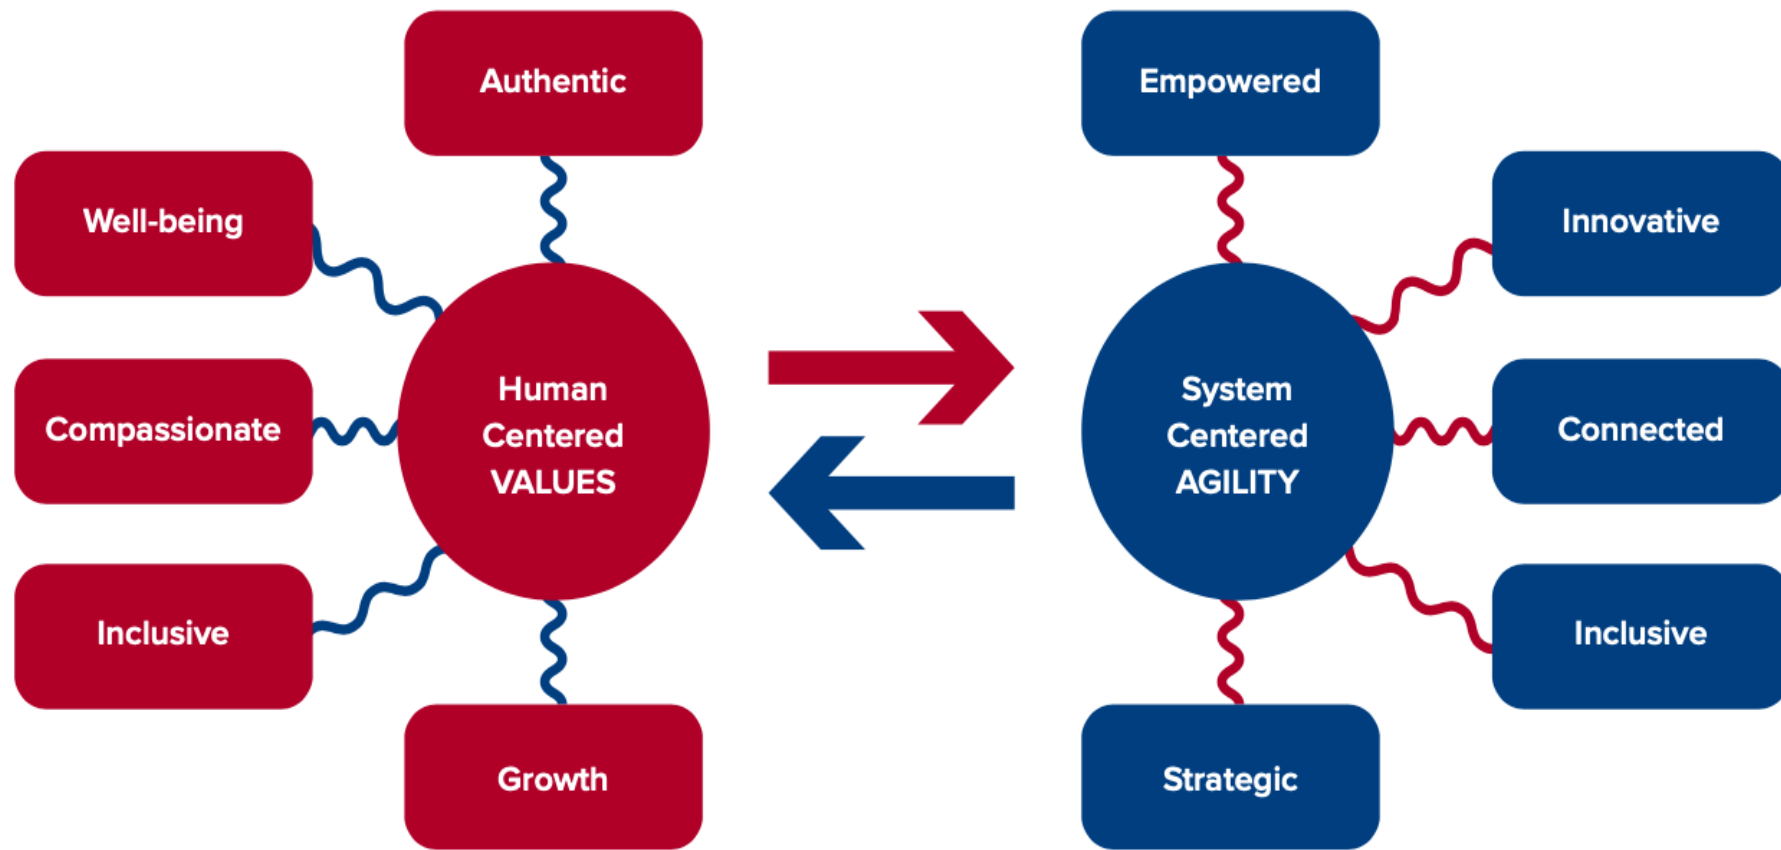 Authentic
Well-being
Compassionate
Inclusive
Growth
Human
Centered
VALUES
Empowered
Innovative
Connected
Inclusive
Strategic
System
Centered
AGILITY